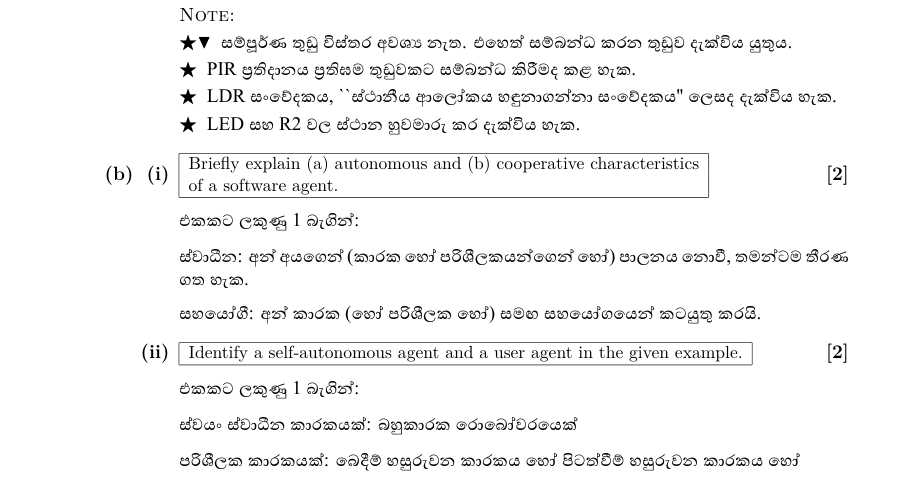 NOTE:
★▼ සම්පූර්ණ තුඩු විස්තර අවශ්‍ය නැත. එහෙත් සම්බන්ධ කරන තුඩුව දැක්විය යුතුය.
★ PIR ප්‍රතිදානය ප්‍රතිඝම තුඩුවකට සම්බන්ධ කිරීමද කළ හැක.
★ LDR සංවේදකය, ``ස්ථානීය ආලෝකය හඳුනාගන්නා සංවේදකය" ලෙසද දැක්විය හැක.
★ LED සහ R2 වල ස්ථාන හුවමාරු කර දැක්විය හැක.
(b) (i) Briefly explain (a) autonomous and (b) cooperative characteristics [2]
of a software agent.
එකකට ලකුණු 1 බැගින්:
ස්වාධීන: අන් අයගෙන් (කාරක හෝ පරිශීලකයන්ගෙන් හෝ) පාලනය නොවී, තමන්ටම තීරණ
ගත හැක.
සහයෝගී: අන් කාරක (හෝ පරිශීලක හෝ) සමඟ සහයෝගයෙන් කටයුතු කරයි.
(ii) Identify a self-autonomous agent and a user agent in the given example. [2]
එකකට ලකුණු 1 බැගින්:
ස්වයං ස්වාධීන කාරකයක්: බහුකාරක රොබෝවරයෙක්
පරිශීලක කාරකයක්: බෙදීම් හසුරුවන කාරකය හෝ පිටත්වීම් හසුරුවන කාරකය හෝ